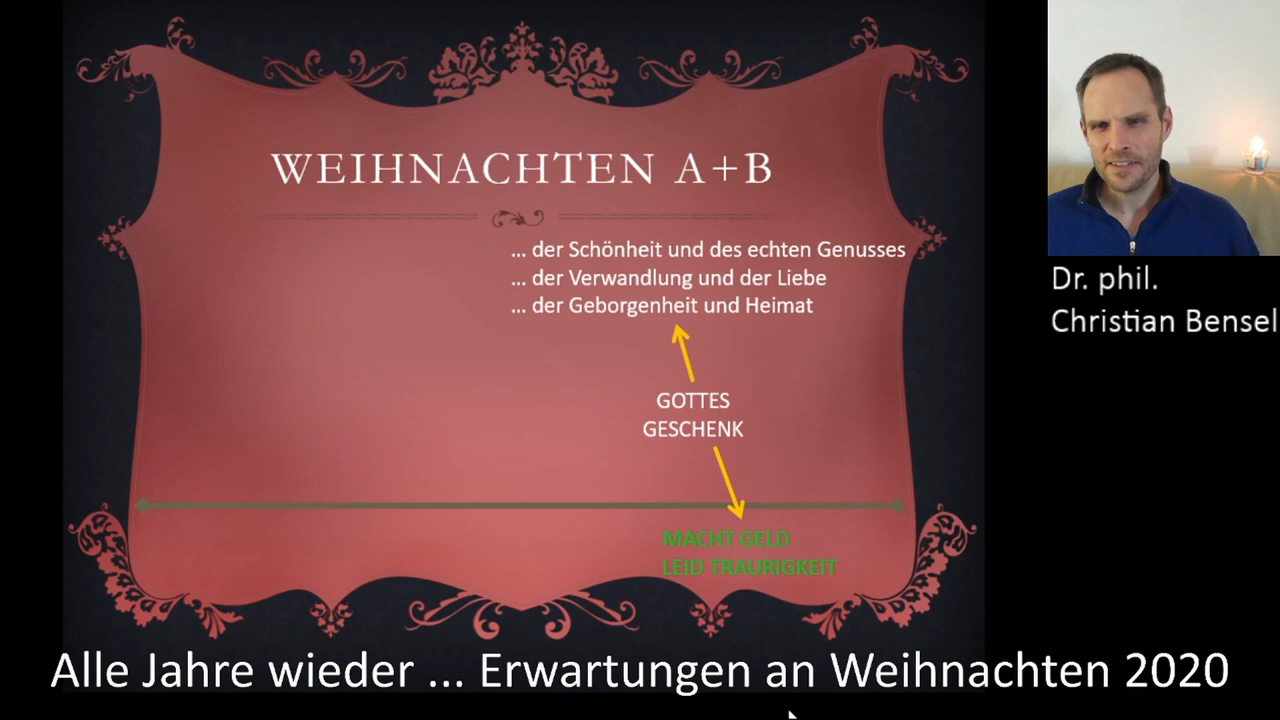 WEIHNACHTEN A+B
... der Schönheit und des echten Genusses
... der Verwandlung und der Liebe
... der Geborgenheit und Heimat
GOTTES
GESCHENK
MACHT GELD
LEID TRAURIGKEIT
Dr. phil.
Christian Bensel
Alle Jahre wieder ... Erwartungen an Weihnachten 2020